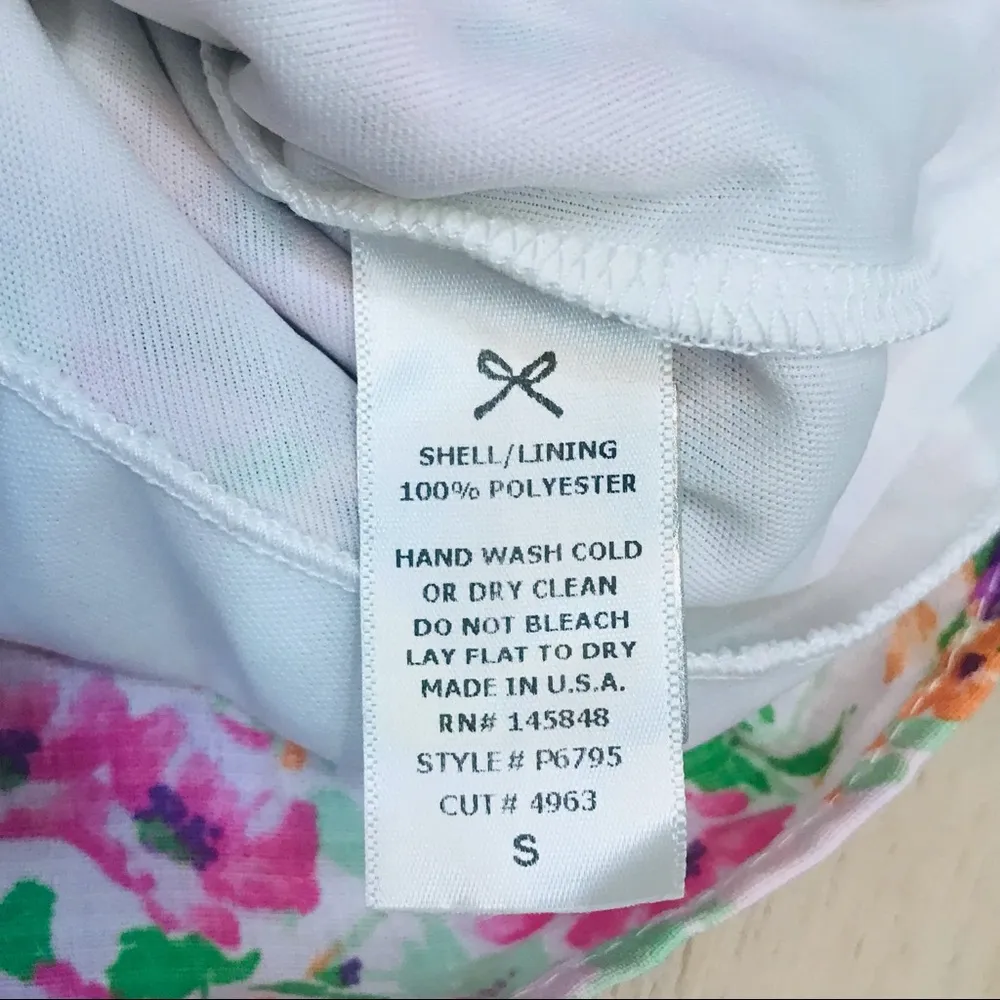 SHELL/LINING
100% POLYESTER
HAND WASH COLD
OR DRY CLEAN
DO NOT BLEACH
LAY FLAT TO DRY
MADE IN U.S.A.
RN# 145848
STYLE# P6795
CUT# 4963
S